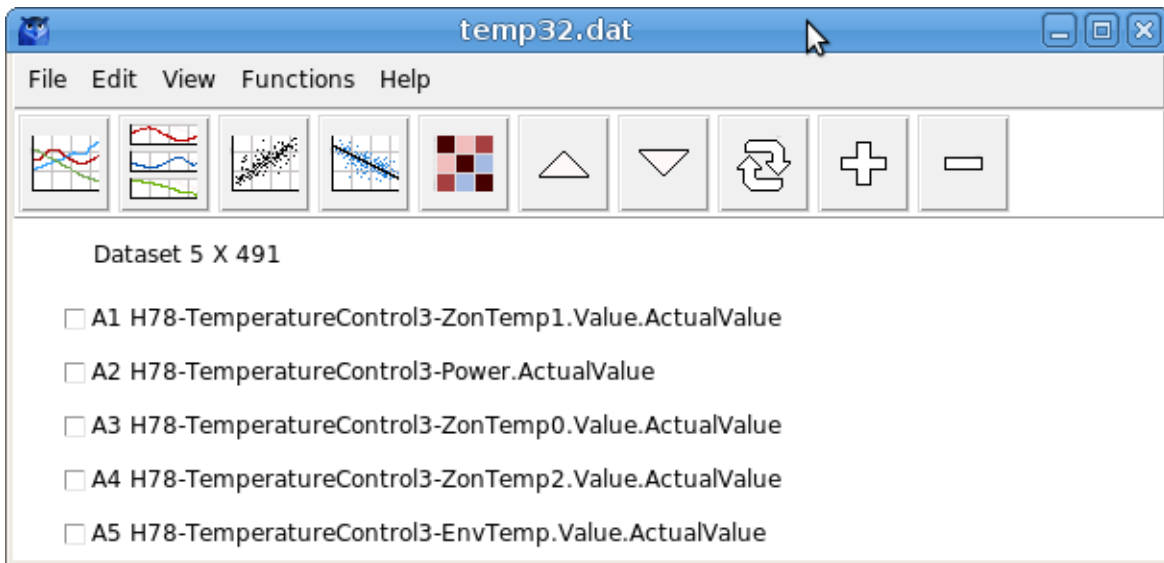 temp32.dat
File Edit View Functions Help
Dataset 5 X 491
A1 H78-TemperatureControl3-ZonTemp1.Value.ActualValue
A2 H78-TemperatureControl3-Power.ActualValue
A3 H78-TemperatureControl3-ZonTemp0.Value.ActualValue
A4 H78-TemperatureControl3-ZonTemp2.Value.ActualValue
A5 H78-TemperatureControl3-EnvTemp.Value.ActualValue